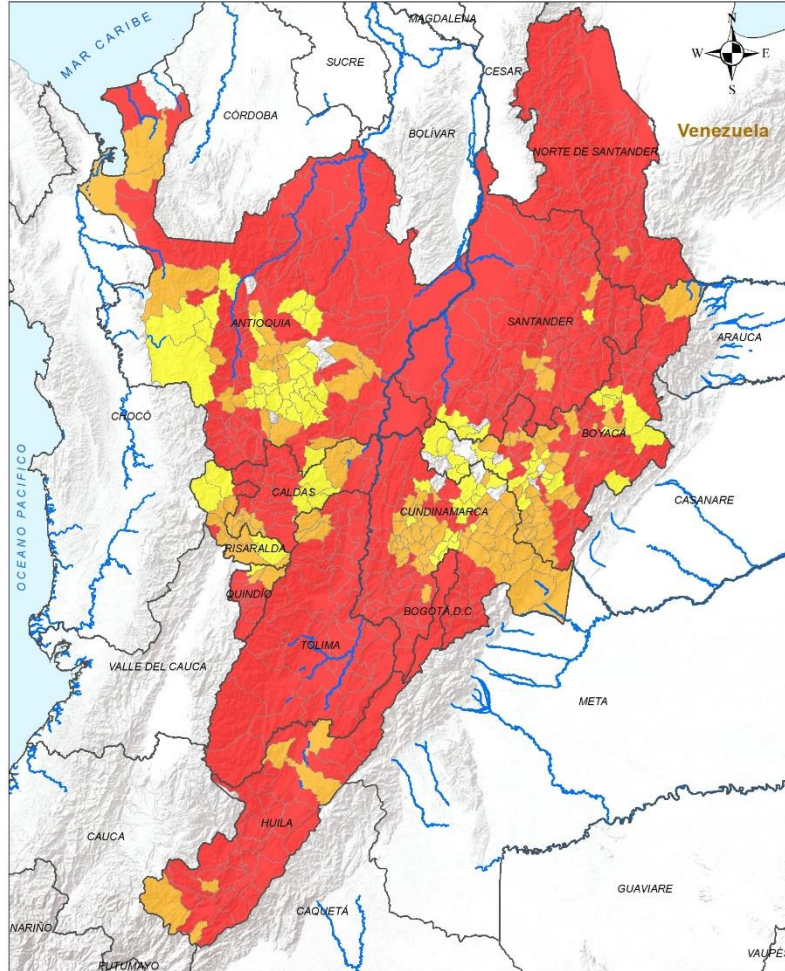 MAGDALENA
N
MAR CARIBE
SUCRE
W
E
CESAR
S
CÓRDOBA
BOLÍVAR
Venezuela
NORTE DE SANTANDER
ANTIOQUIA
SANTANDER
ARAUCA
CHOCÓ
BOYACÁ
OCEANO PACIFICO
CALDAS
CASANARE
CUNDINAMARCA
RISARALDA
QUINDÍO
BOGOTÁ, D.C
TOLIMA
VALLE DEL CAUCA
META
HUILA
CAUCA
GUAVIARE
CAQUETÁ
NARIÑO
PUTUMAYO
VAUPÉS